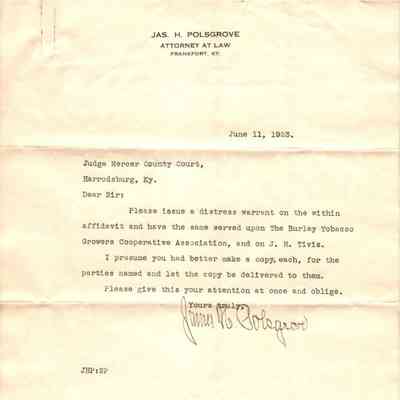 JAS. H. POLSGROVE
ATTORNEY AT LAW
FRANKFORT, KY.
June 11, 1923.
Judge Mercer County Court,
Harrodsburg, Ky.
Dear Sir:
Please issue a distress warrant on the within
affidavit and have the same served upon The Burley Tobacco
Growers Cooperative Association, and on J. H. Tivis.
I presume you had better make a copy, each, for the
parties named and let the copy be delivered to them.
Please give this your attention at once and oblige.
Yours truly,
James H. Polsgrove
JHP:SP